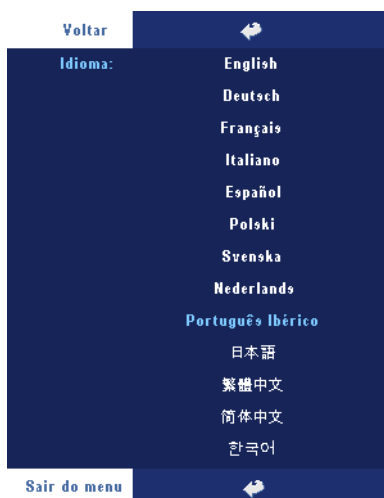 Voltar
Idioma: English
Deutsch
Français
Italiano
Español
Polski
Svenska
Nederlands
Português Ibérico
日本語
繁體中文
简体中文
한국어
Sair do menu